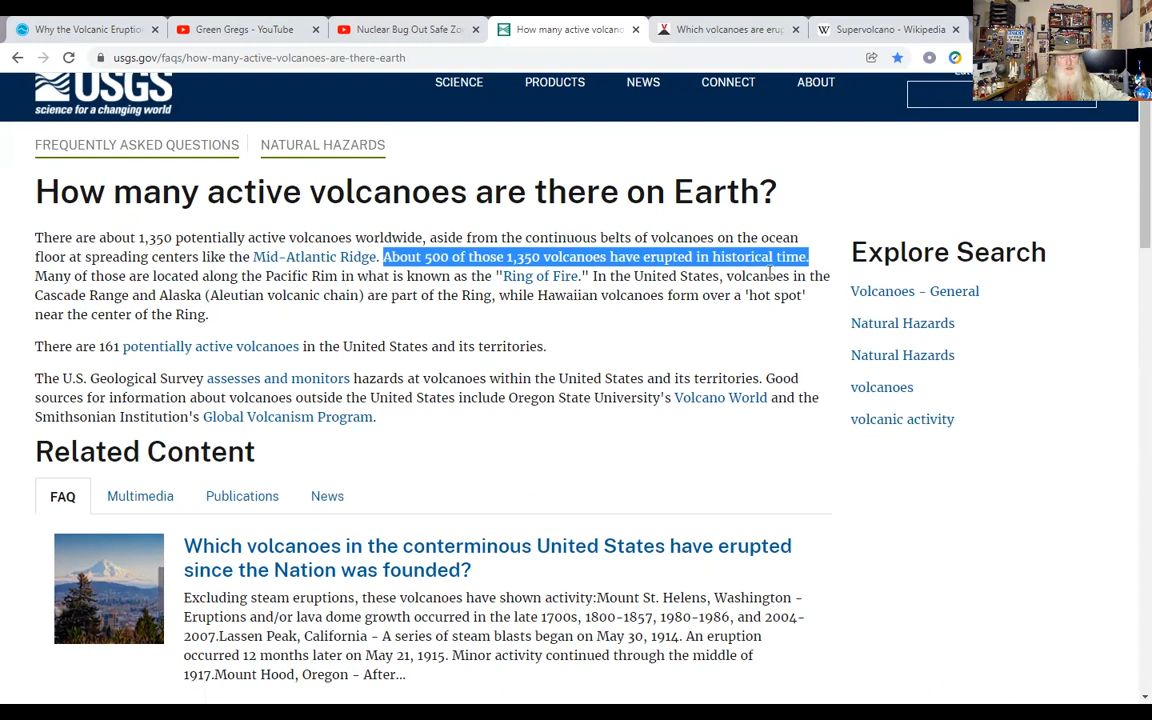 Why the Volcanic Eruptio
Green Gregs - YouTube
Nuclear Bug Out Safe Zo
How many active volcano
Which volcanoes are eru
Supervolcano - Wikipedia
usgs.gov/faqs/how-many-active-volcanoes-are-there-earth
USGS
science for a changing world
SCIENCE
PRODUCTS
NEWS
CONNECT
ABOUT
FREQUENTLY ASKED QUESTIONS
NATURAL HAZARDS
How many active volcanoes are there on Earth?
There are about 1,350 potentially active volcanoes worldwide, aside from the continuous belts of volcanoes on the ocean
floor at spreading centers like the Mid-Atlantic Ridge. About 500 of those 1,350 volcanoes have erupted in historical time.
Many of those are located along the Pacific Rim in what is known as the "Ring of Fire." In the United States, volcanoes in the
Cascade Range and Alaska (Aleutian volcanic chain) are part of the Ring, while Hawaiian volcanoes form over a 'hot spot'
near the center of the Ring.
There are 161 potentially active volcanoes in the United States and its territories.
The U.S. Geological Survey assesses and monitors hazards at volcanoes within the United States and its territories. Good
sources for information about volcanoes outside the United States include Oregon State University's Volcano World and the
Smithsonian Institution's Global Volcanism Program.
Explore Search
Volcanoes - General
Natural Hazards
Natural Hazards
volcanoes
volcanic activity
Related Content
FAQ
Multimedia
Publications
News
Which volcanoes in the conterminous United States have erupted
since the Nation was founded?
Excluding steam eruptions, these volcanoes have shown activity:Mount St. Helens, Washington -
Eruptions and/or lava dome growth occurred in the late 1700s, 1800-1857, 1980-1986, and 2004-
2007.Lassen Peak, California - A series of steam blasts began on May 30, 1914. An eruption
occurred 12 months later on May 21, 1915. Minor activity continued through the middle of
1917.Mount Hood, Oregon - After...